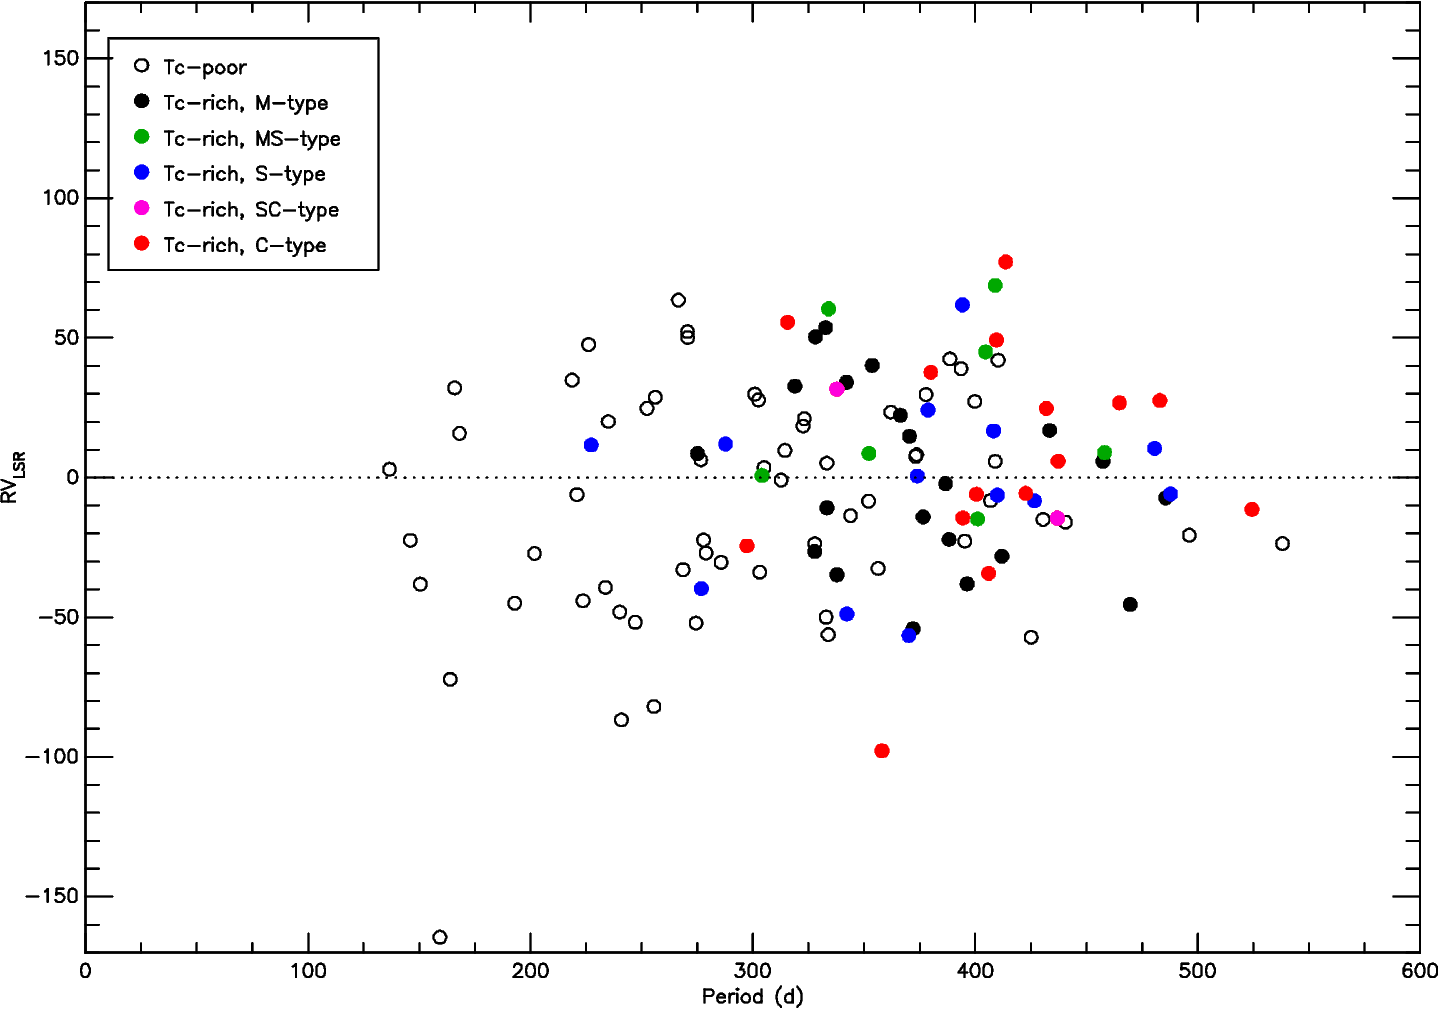 150
100
50
0
−50
−100
−150
RV_LSR
Tc−poor
Tc−rich, M−type
Tc−rich, MS−type
Tc−rich, S−type
Tc−rich, SC−type
Tc−rich, C−type
0 100 200 300 400 500 600
Period (d)